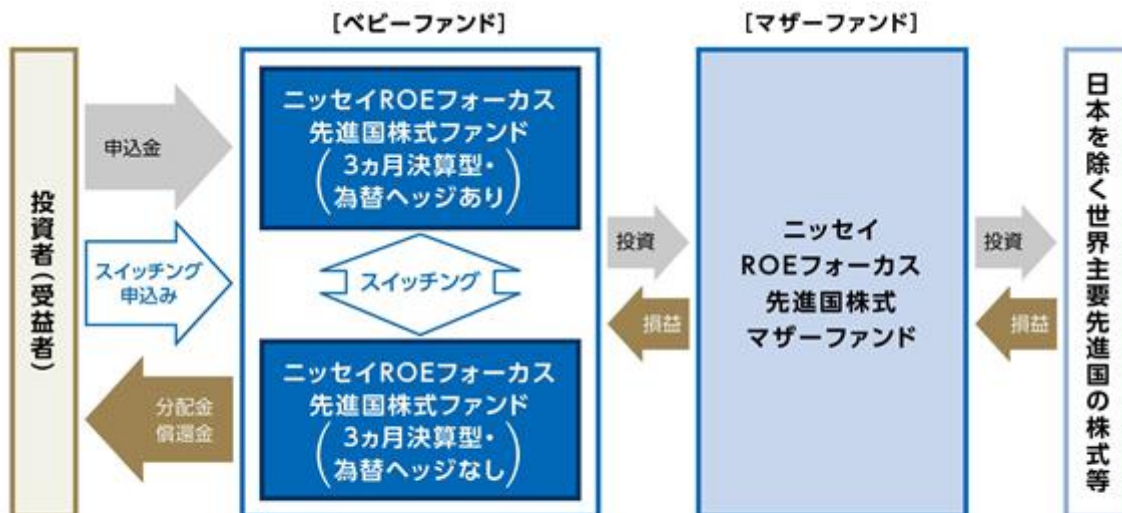 [ベビーファンド]
[マザーファンド]
投資者(受益者)
申込金
スイッチング
申込み
分配金
償還金
ニッセイROEフォーカス
先進国株式ファンド
(3ヵ月決算型・
為替ヘッジあり)
スイッチング
ニッセイROEフォーカス
先進国株式ファンド
(3ヵ月決算型・
為替ヘッジなし)
投資
損益
ニッセイ
ROEフォーカス
先進国株式
マザーファンド
投資
損益
日本を除く世界主要先進国の株式等